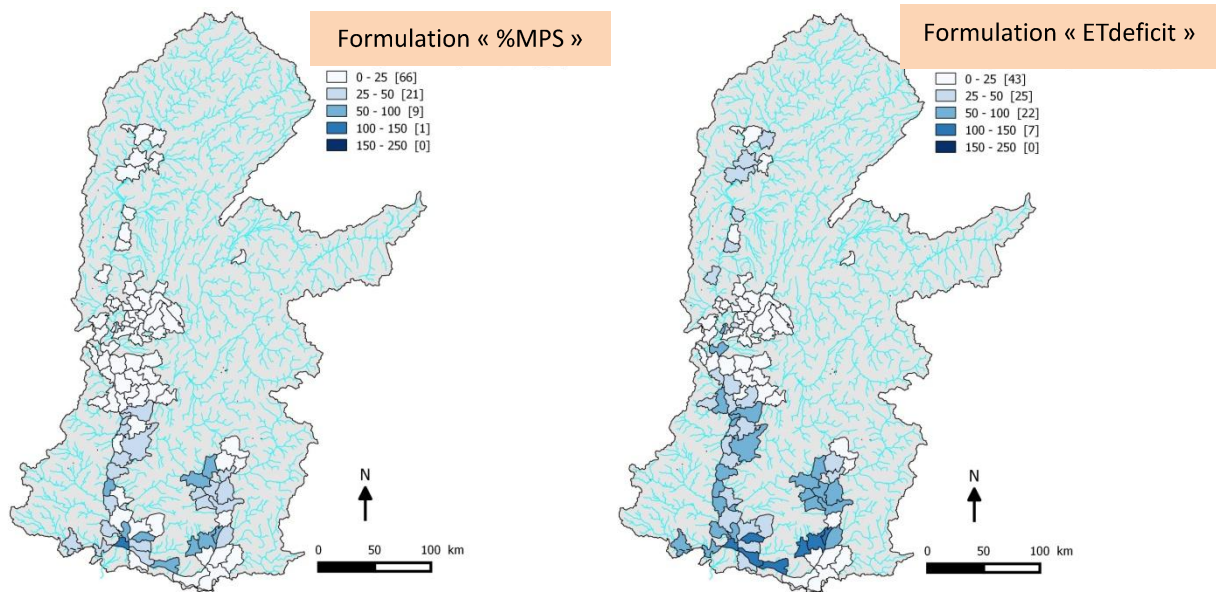 Formulation « %MPS »
0 - 25 [66]
25 - 50 [21]
50 - 100 [9]
100 - 150 [1]
150 - 250 [0]
N
0 50 100 km
Formulation « ETdeficit »
0 - 25 [43]
25 - 50 [25]
50 - 100 [22]
100 - 150 [7]
150 - 250 [0]
N
0 50 100 km